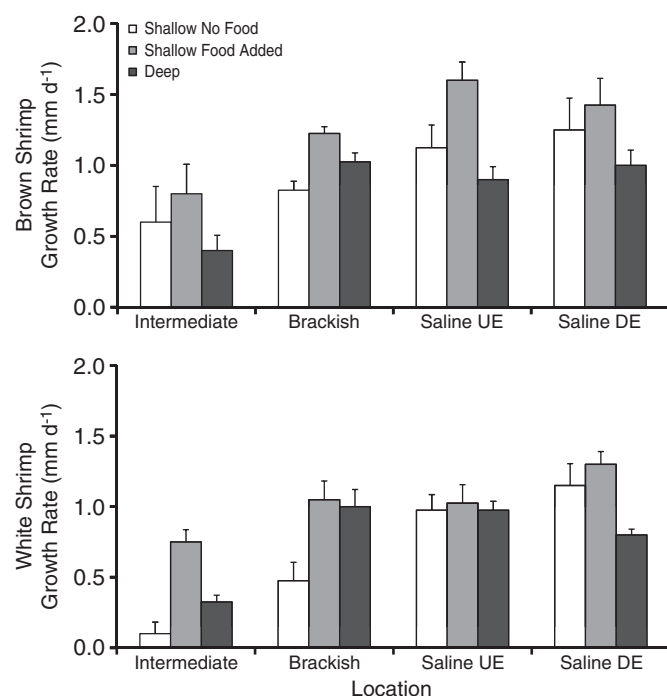 2.0
Shallow No Food
Shallow Food Added
Deep
1.5
1.0
0.5
0.0
Brown Shrimp
Growth Rate (mm d-1)
Intermediate Brackish Saline UE Saline DE
2.0
1.5
1.0
0.5
0.0
White Shrimp
Growth Rate (mm d-1)
Intermediate Brackish Saline UE Saline DE
Location